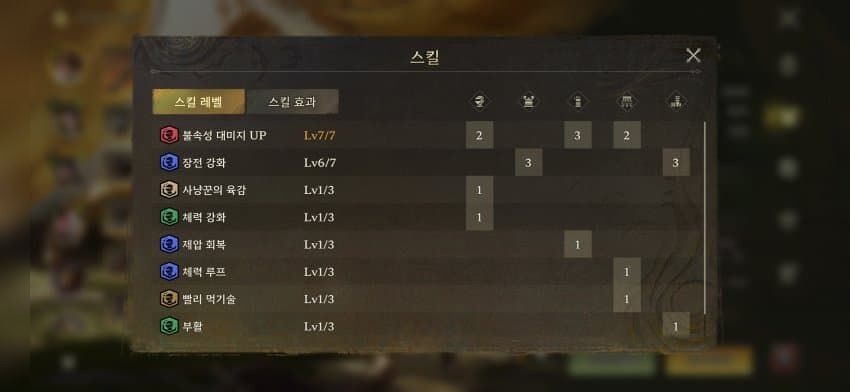 스킬
스킬 레벨 스킬 효과
불속성 대미지 UP Lv7/7 2 3 2
장전 강화 Lv6/7 3 3
사냥꾼의 육감 Lv1/3 1
체력 강화 Lv1/3 1
제압 회복 Lv1/3 1
체력 루프 Lv1/3 1
빨리 먹기술 Lv1/3 1
부활 Lv1/3 1